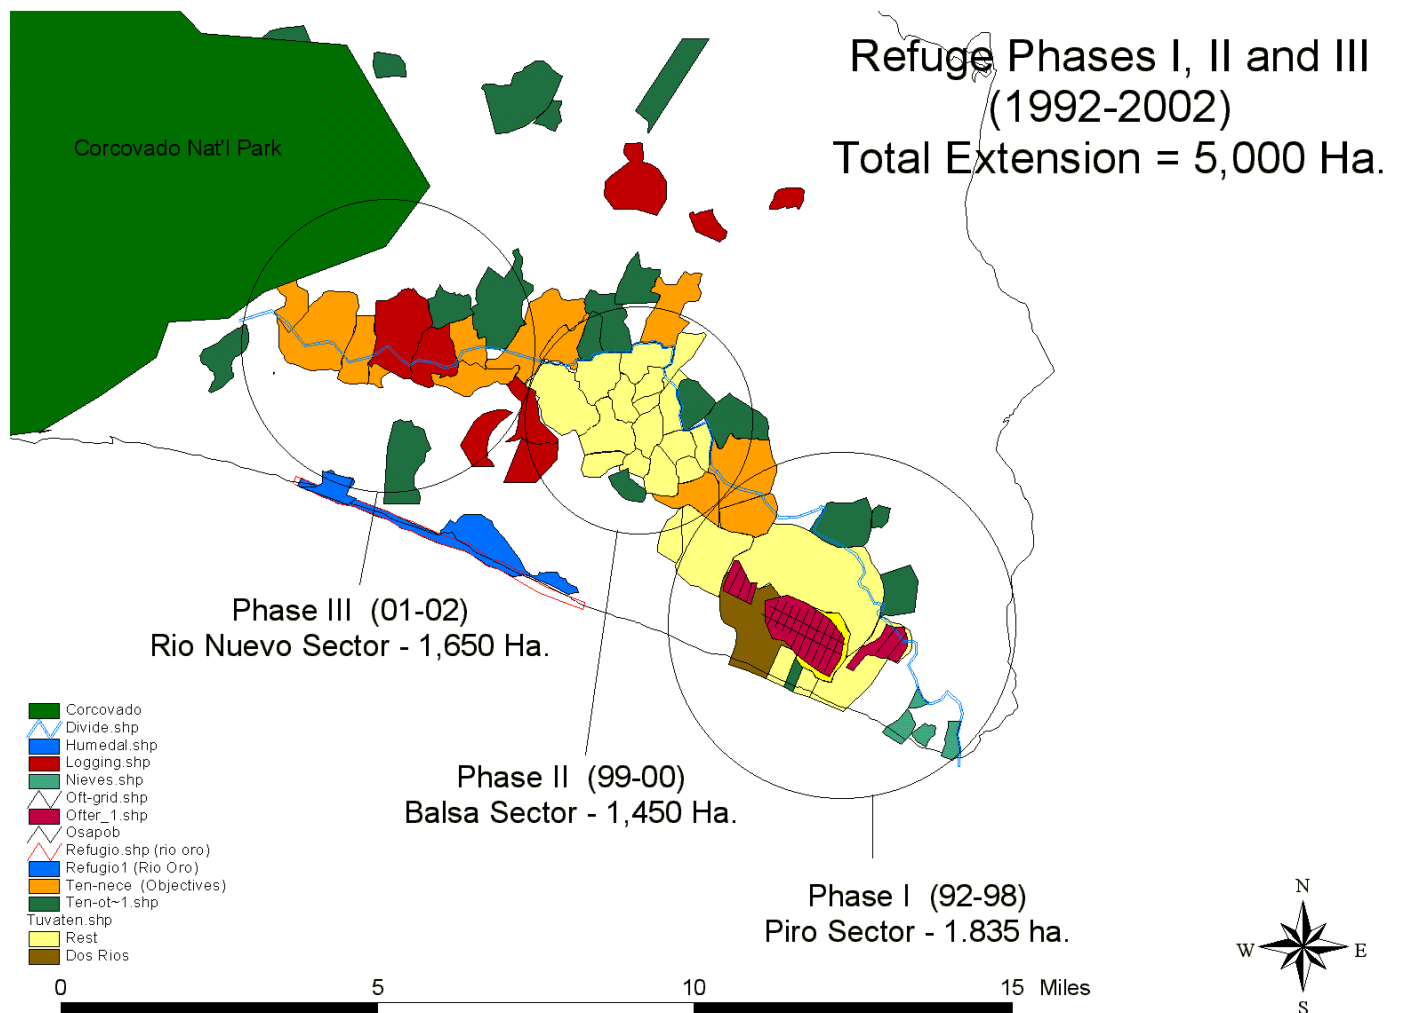 Refuge Phases I, II and III
(1992-2002)
Total Extension = 5,000 Ha.
Corcovado Nat'l Park
Phase III (01-02)
Rio Nuevo Sector - 1,650 Ha.
Phase II (99-00)
Balsa Sector - 1,450 Ha.
Phase I (92-98)
Piro Sector - 1.835 ha.
Corcovado
Divide.shp
Humedal.shp
Logging.shp
Nieves.shp
Oft-grid.shp
Ofter_1.shp
Osapob
Refugio.shp (rio oro)
Refugio1 (Rio Oro)
Ten-nece (Objectives)
Ten-ot~1.shp
Tuvaten.shp
Rest
Dos Rios
N
W E
S
0 5 10 15 Miles